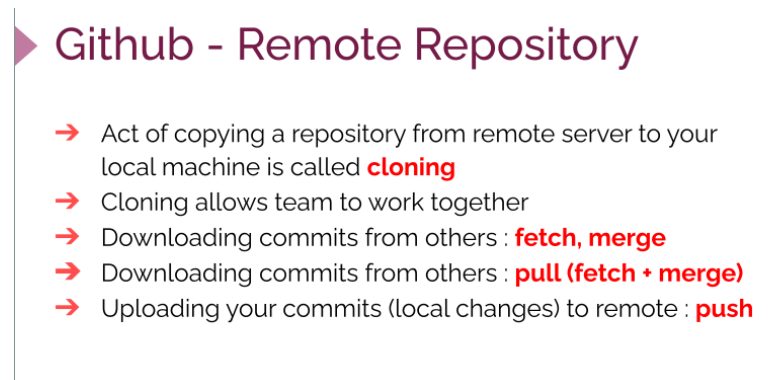 Github - Remote Repository
➔ Act of copying a repository from remote server to your
local machine is called cloning
➔ Cloning allows team to work together
➔ Downloading commits from others : fetch, merge
➔ Downloading commits from others : pull (fetch + merge)
➔ Uploading your commits (local changes) to remote : push